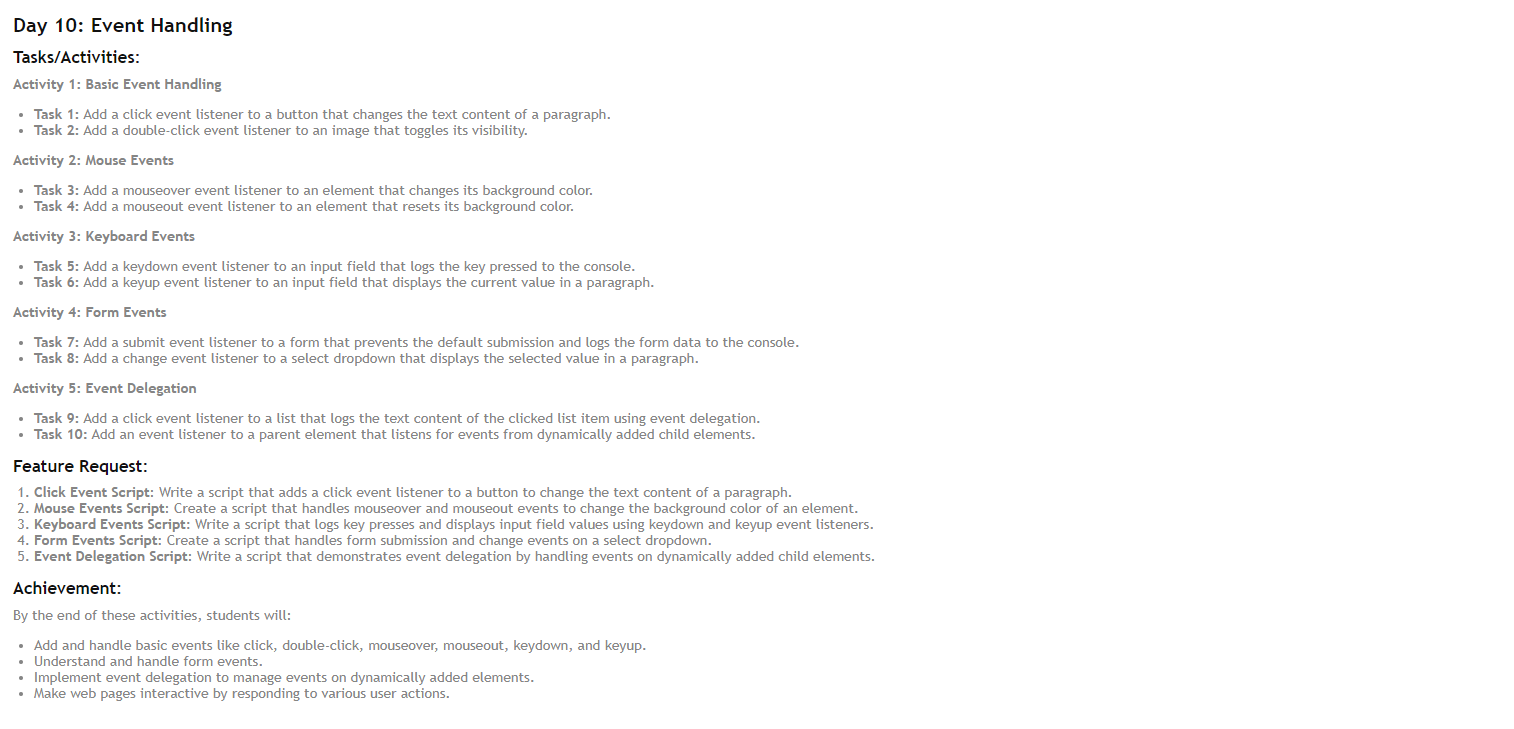 Day 10: Event Handling
Tasks/Activities:
Activity 1: Basic Event Handling
• Task 1: Add a click event listener to a button that changes the text content of a paragraph.
• Task 2: Add a double-click event listener to an image that toggles its visibility.
Activity 2: Mouse Events
• Task 3: Add a mouseover event listener to an element that changes its background color.
• Task 4: Add a mouseout event listener to an element that resets its background color.
Activity 3: Keyboard Events
• Task 5: Add a keydown event listener to an input field that logs the key pressed to the console.
• Task 6: Add a keyup event listener to an input field that displays the current value in a paragraph.
Activity 4: Form Events
• Task 7: Add a submit event listener to a form that prevents the default submission and logs the form data to the console.
• Task 8: Add a change event listener to a select dropdown that displays the selected value in a paragraph.
Activity 5: Event Delegation
• Task 9: Add a click event listener to a list that logs the text content of the clicked list item using event delegation.
• Task 10: Add an event listener to a parent element that listens for events from dynamically added child elements.
Feature Request:
1. Click Event Script: Write a script that adds a click event listener to a button to change the text content of a paragraph.
2. Mouse Events Script: Create a script that handles mouseover and mouseout events to change the background color of an element.
3. Keyboard Events Script: Write a script that logs key presses and displays input field values using keydown and keyup event listeners.
4. Form Events Script: Create a script that handles form submission and change events on a select dropdown.
5. Event Delegation Script: Write a script that demonstrates event delegation by handling events on dynamically added child elements.
Achievement:
By the end of these activities, students will:
• Add and handle basic events like click, double-click, mouseover, mouseout, keydown, and keyup.
• Understand and handle form events.
• Implement event delegation to manage events on dynamically added elements.
• Make web pages interactive by responding to various user actions.